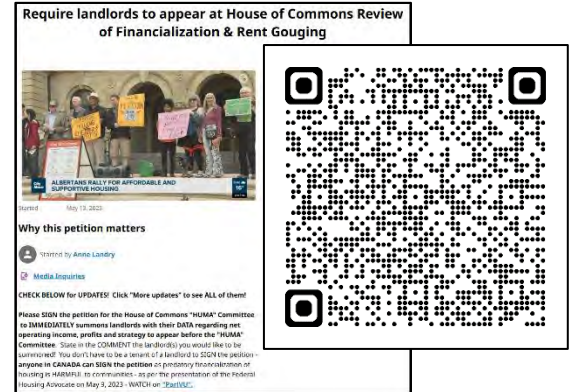 Require landlords to appear at House of Commons Review
of Financialization & Rent Gouging
ALBERTANS RALLY FOR AFFORDABLE AND
SUPPORTIVE HOUSING
Started May 13, 2023
Why this petition matters
Started by Anne Landry
Media Inquiries
CHECK BELOW for UPDATES! Click "More updates" to see ALL of them!
Please SIGN the petition for the House of Commons "HUMA" Committee
to IMMEDIATELY summons landlords with their DATA regarding net
operating income, profits and strategy to appear before the "HUMA"
Committee. State in the COMMENT the landlord(s) you would like to be
summoned! You don't have to be a tenant of a landlord to SIGN the petition -
anyone in CANADA can SIGN the petition as predatory financialization of
housing is HARMFUL to communities - as per the presentation of the Federal
Housing Advocate on May 9, 2023 - WATCH on "ParlVU".